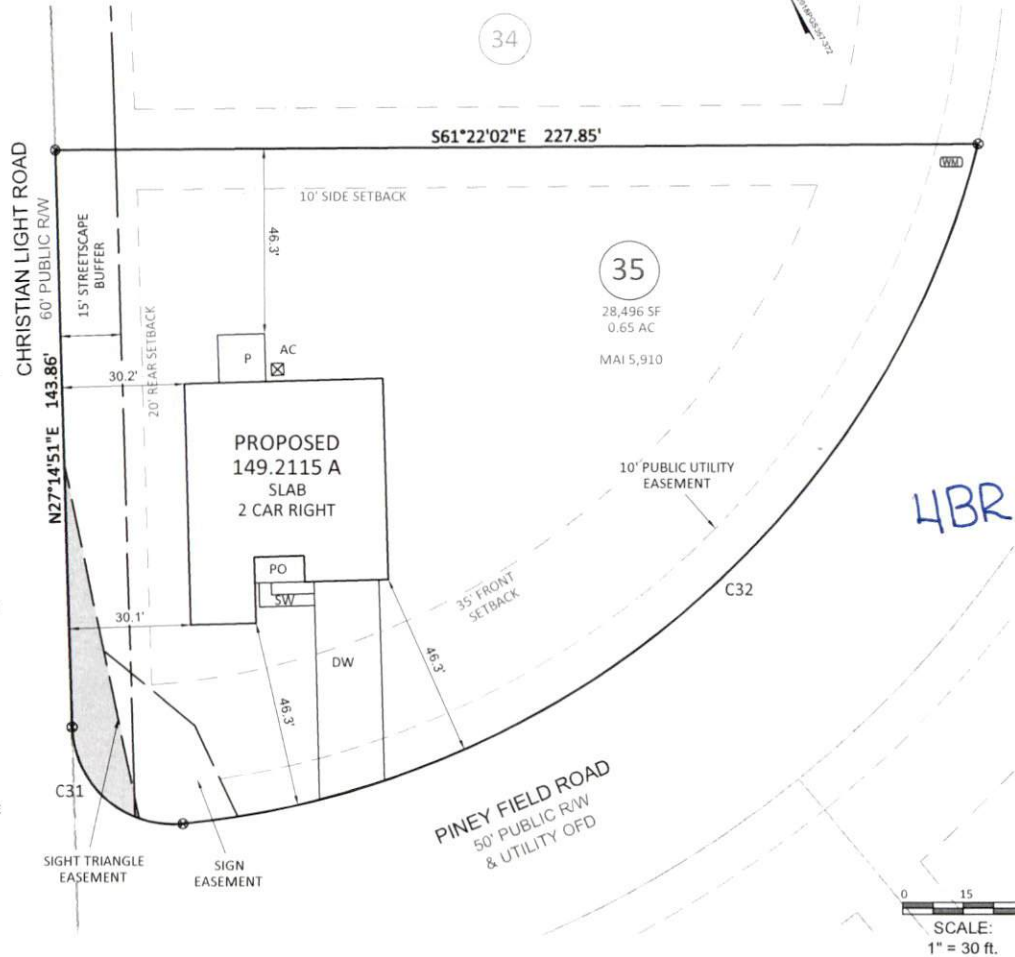 34
S61°22'02"E 227.85'
WM
CHRISTIAN LIGHT ROAD
60' PUBLIC R/W
15' STREETSCAPE
BUFFER
10' SIDE SETBACK
46.3'
35
28,496 SF
0.65 AC
MAI 5,910
N27°14'51"E 143.86'
30.2'
20' REAR SETBACK
P
AC
PROPOSED
149.2115 A
SLAB
2 CAR RIGHT
10' PUBLIC UTILITY
EASEMENT
4BR
PO
SW
35' FRONT
SETBACK
C32
30.1'
DW
46.3'
46.3'
C31
PINEY FIELD ROAD
50' PUBLIC R/W
& UTILITY OFD
SIGHT TRIANGLE
EASEMENT
SIGN
EASEMENT
0 15
SCALE:
1" = 30 ft.